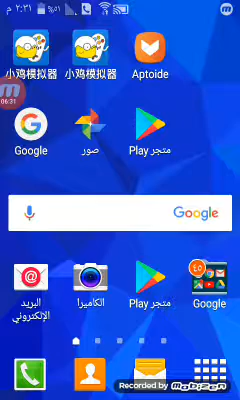 ٢:٣١ م ٥١%
小鸡模拟器 小鸡模拟器 Aptoide
06:31
Google صور متجر Play
Google
٤٥
البريد الإلكتروني الكاميرا متجر Play Google
Recorded by Mobizen